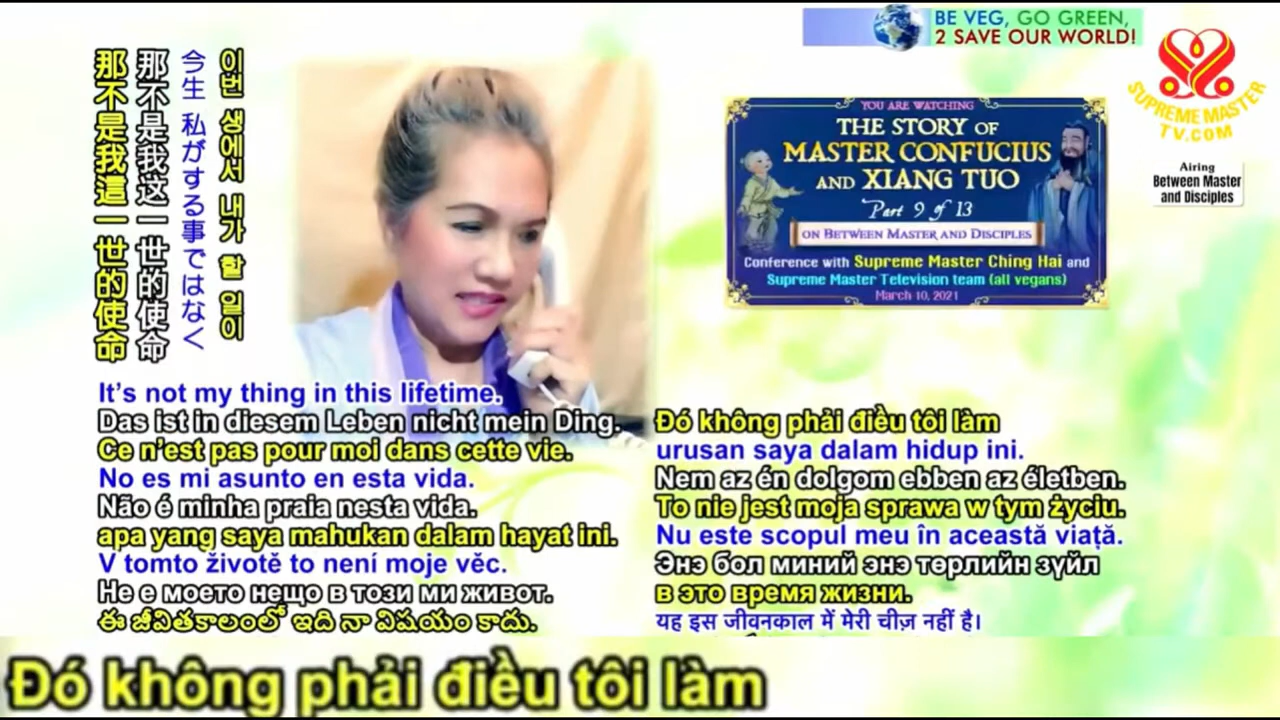 BE VEG, GO GREEN,
2 SAVE OUR WORLD!
SUPREME MASTER
TV.COM
Airing
Between Master
and Disciples
YOU ARE WATCHING
THE STORY OF
MASTER CONFUCIUS
AND XIANG TUO
Part 9 of 13
ON BETWEEN MASTER AND DISCIPLES
Conference with Supreme Master Ching Hai and
Supreme Master Television team (all vegans)
March 10, 2021
이번 생에서 내가 할 일이
今生 私がする事ではなく
那不是我这一世的使命
那不是我這一世的使命
It's not my thing in this lifetime.
Das ist in diesem Leben nicht mein Ding.
Ce n'est pas pour moi dans cette vie.
No es mi asunto en esta vida.
Não é minha praia nesta vida.
apa yang saya mahukan dalam hayat ini.
V tomto životě to není moje věc.
Не е моето нещо в този ми живот.
ఈ జీవితకాలంలో ఇది నా విషయం కాదు.
Đó không phải điều tôi làm
urusan saya dalam hidup ini.
Nem az én dolgom ebben az életben.
To nie jest moja sprawa w tym życiu.
Nu este scopul meu în această viață.
Энэ бол миний энэ төрлийн зүйл
в это время жизни.
यह इस जीवनकाल में मेरी चीज़ नहीं है।
Đó không phải điều tôi làm